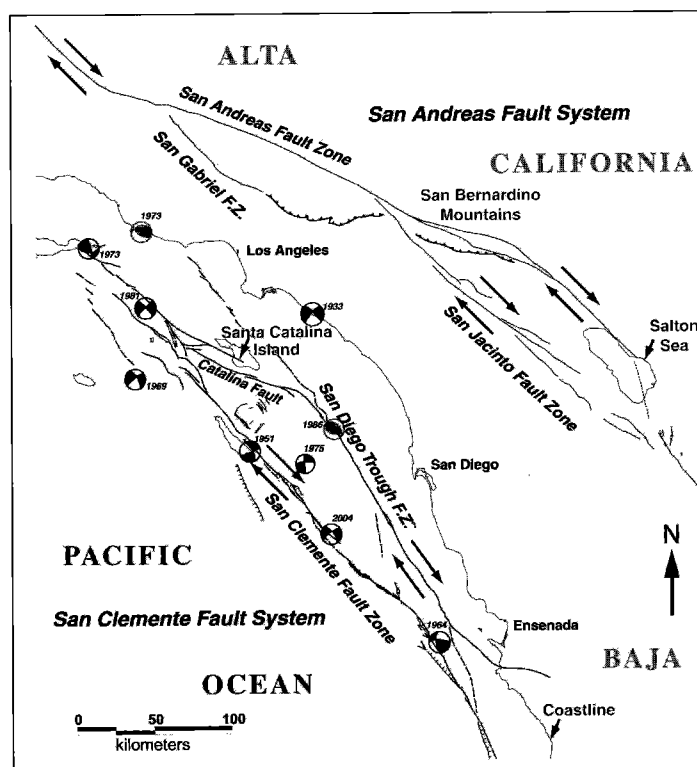 ALTA
San Andreas Fault System
San Andreas Fault Zone
CALIFORNIA
San Gabriel F.Z.
San Bernardino
Mountains
1973
Los Angeles
1973
1981
1933
Santa Catalina
Island
Salton
Sea
San Jacinto Fault Zone
Catalina Fault
1969
San Diego Trough F.Z.
1986
1951
1975
San Diego
2004
San Clemente Fault Zone
N
PACIFIC
San Clemente Fault System
1964
Ensenada
BAJA
OCEAN
Coastline
0 50 100
kilometers